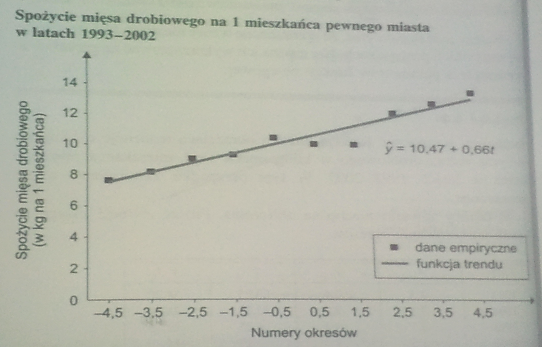 Spożycie mięsa drobiowego na 1 mieszkańca pewnego miasta
w latach 1993–2002
Spożycie mięsa drobiowego
(w kg na 1 mieszkańca)
14
12
10
8
6
4
2
0
ŷ = 10,47 + 0,66t
dane empiryczne
funkcja trendu
–4,5 –3,5 –2,5 –1,5 –0,5 0,5 1,5 2,5 3,5 4,5
Numery okresów